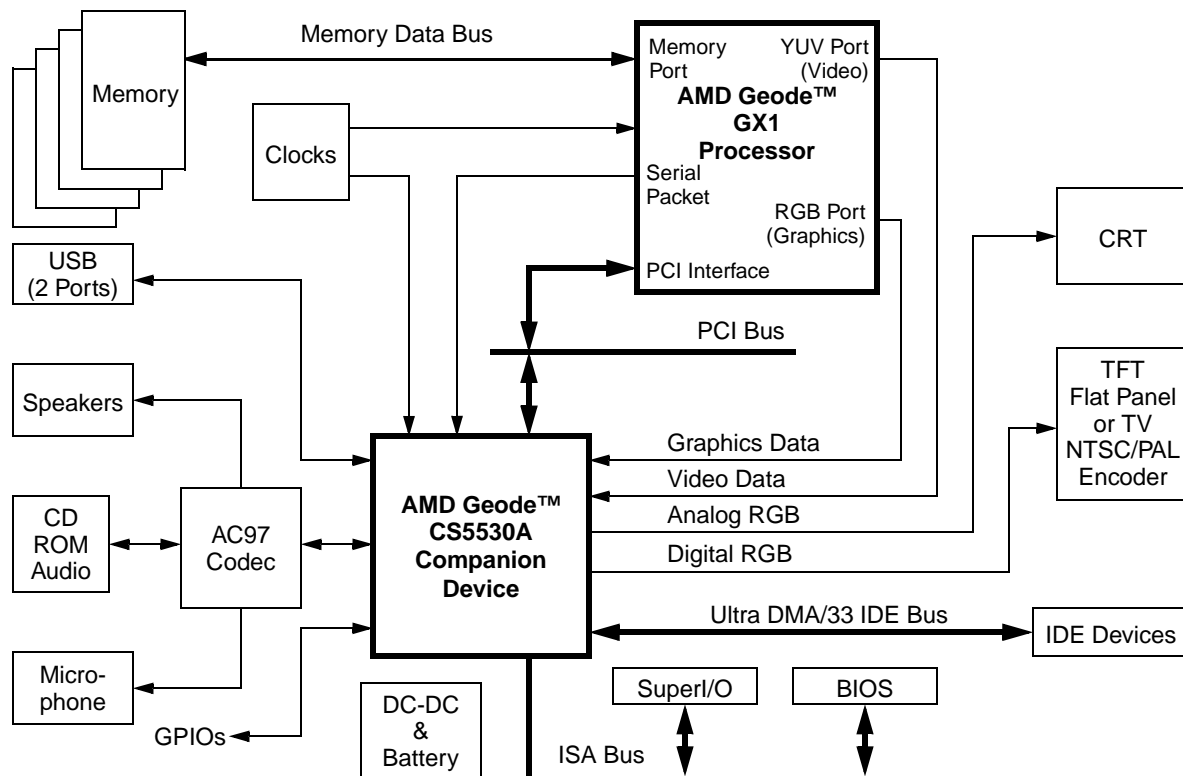 Memory Data Bus
Memory
Memory
Port
YUV Port
(Video)
AMD Geode™
GX1
Processor
Clocks
Serial
Packet
RGB Port
(Graphics)
PCI Interface
CRT
USB
(2 Ports)
PCI Bus
TFT
Flat Panel
or TV
NTSC/PAL
Encoder
Speakers
Graphics Data
Video Data
Analog RGB
Digital RGB
AMD Geode™
CS5530A
Companion
Device
CD
ROM
Audio
AC97
Codec
Ultra DMA/33 IDE Bus
IDE Devices
Micro-
phone
GPIOs
DC-DC
&
Battery
SuperI/O
BIOS
ISA Bus